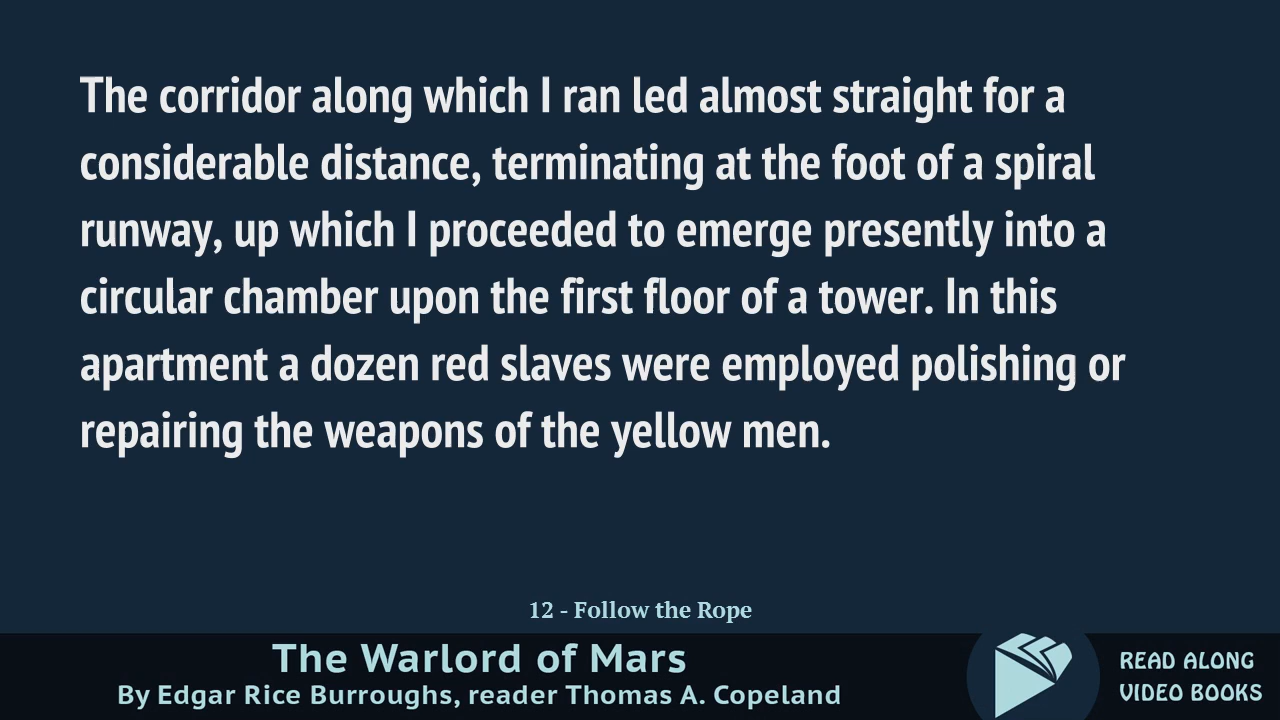 The corridor along which I ran led almost straight for a
considerable distance, terminating at the foot of a spiral
runway, up which I proceeded to emerge presently into a
circular chamber upon the first floor of a tower. In this
apartment a dozen red slaves were employed polishing or
repairing the weapons of the yellow men.
12 - Follow the Rope
The Warlord of Mars
By Edgar Rice Burroughs, reader Thomas A. Copeland
READ ALONG
VIDEO BOOKS